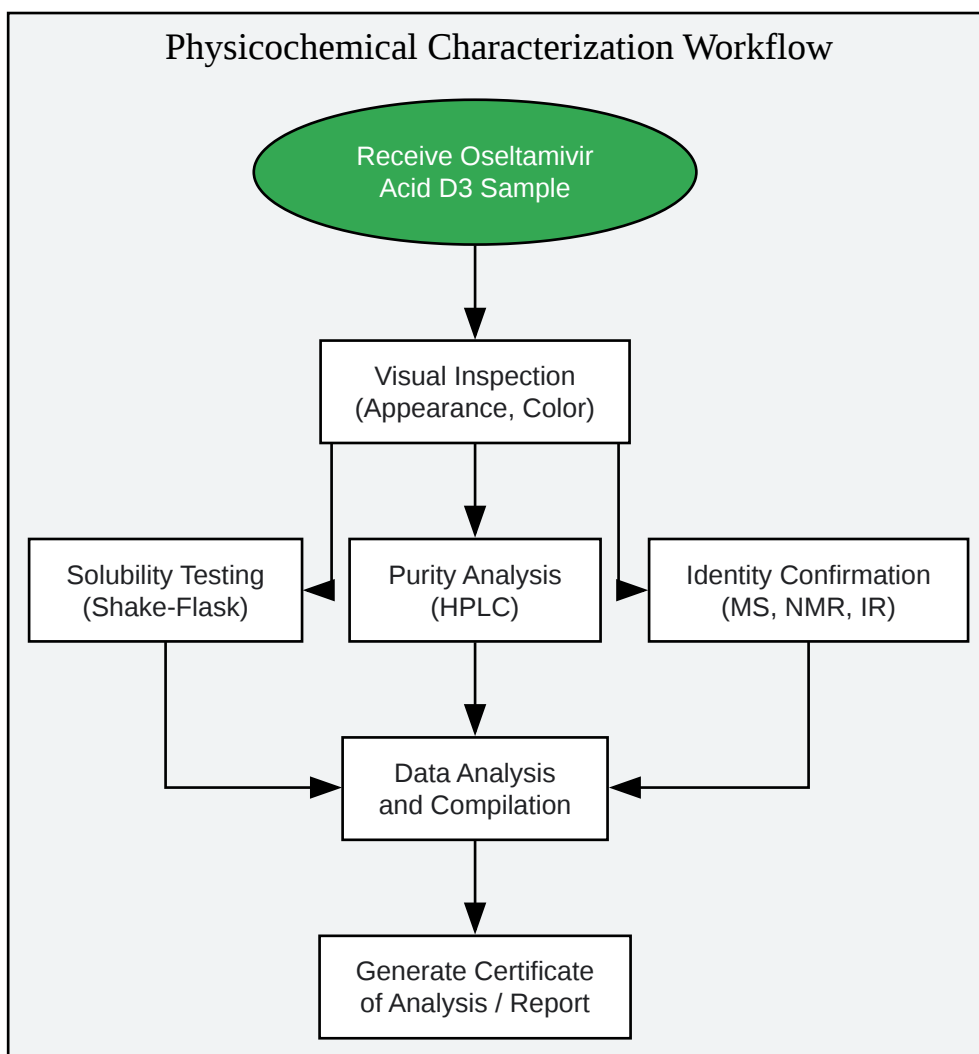 Physicochemical Characterization Workflow
Receive Oseltamivir
Acid D3 Sample
Visual Inspection
(Appearance, Color)
Solubility Testing
(Shake-Flask)
Purity Analysis
(HPLC)
Identity Confirmation
(MS, NMR, IR)
Data Analysis
and Compilation
Generate Certificate
of Analysis / Report